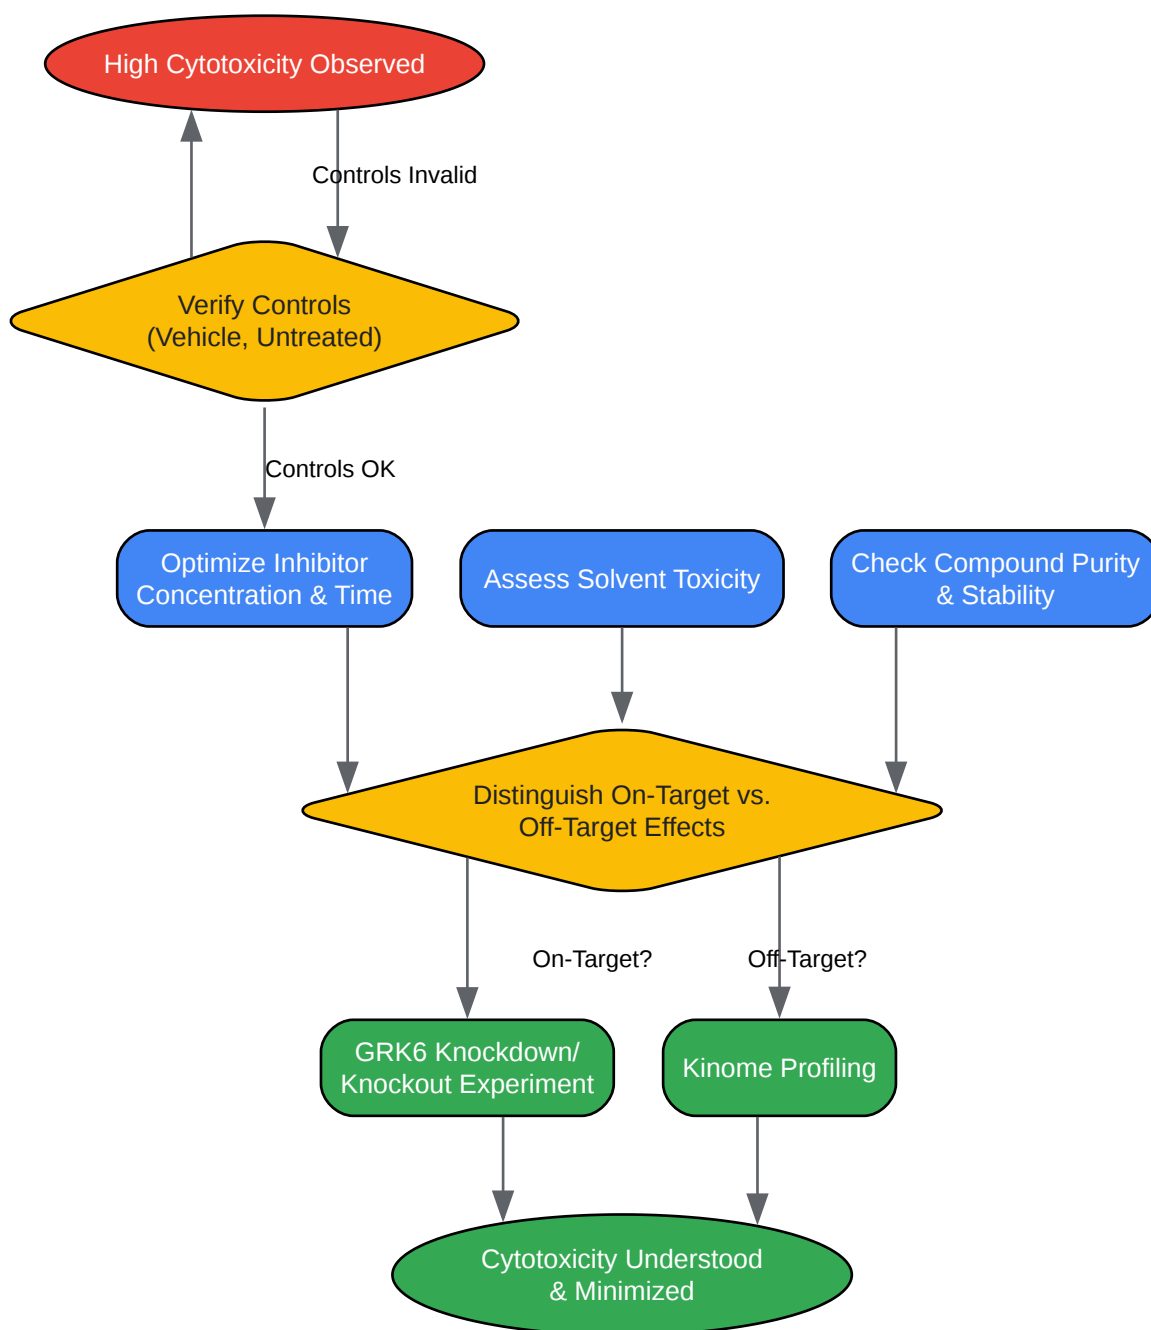 High Cytotoxicity Observed
Controls Invalid
Verify Controls
(Vehicle, Untreated)
Controls OK
Optimize Inhibitor
Concentration & Time
Assess Solvent Toxicity
Check Compound Purity
& Stability
Distinguish On-Target vs.
Off-Target Effects
On-Target?
Off-Target?
GRK6 Knockdown/
Knockout Experiment
Kinome Profiling
Cytotoxicity Understood
& Minimized